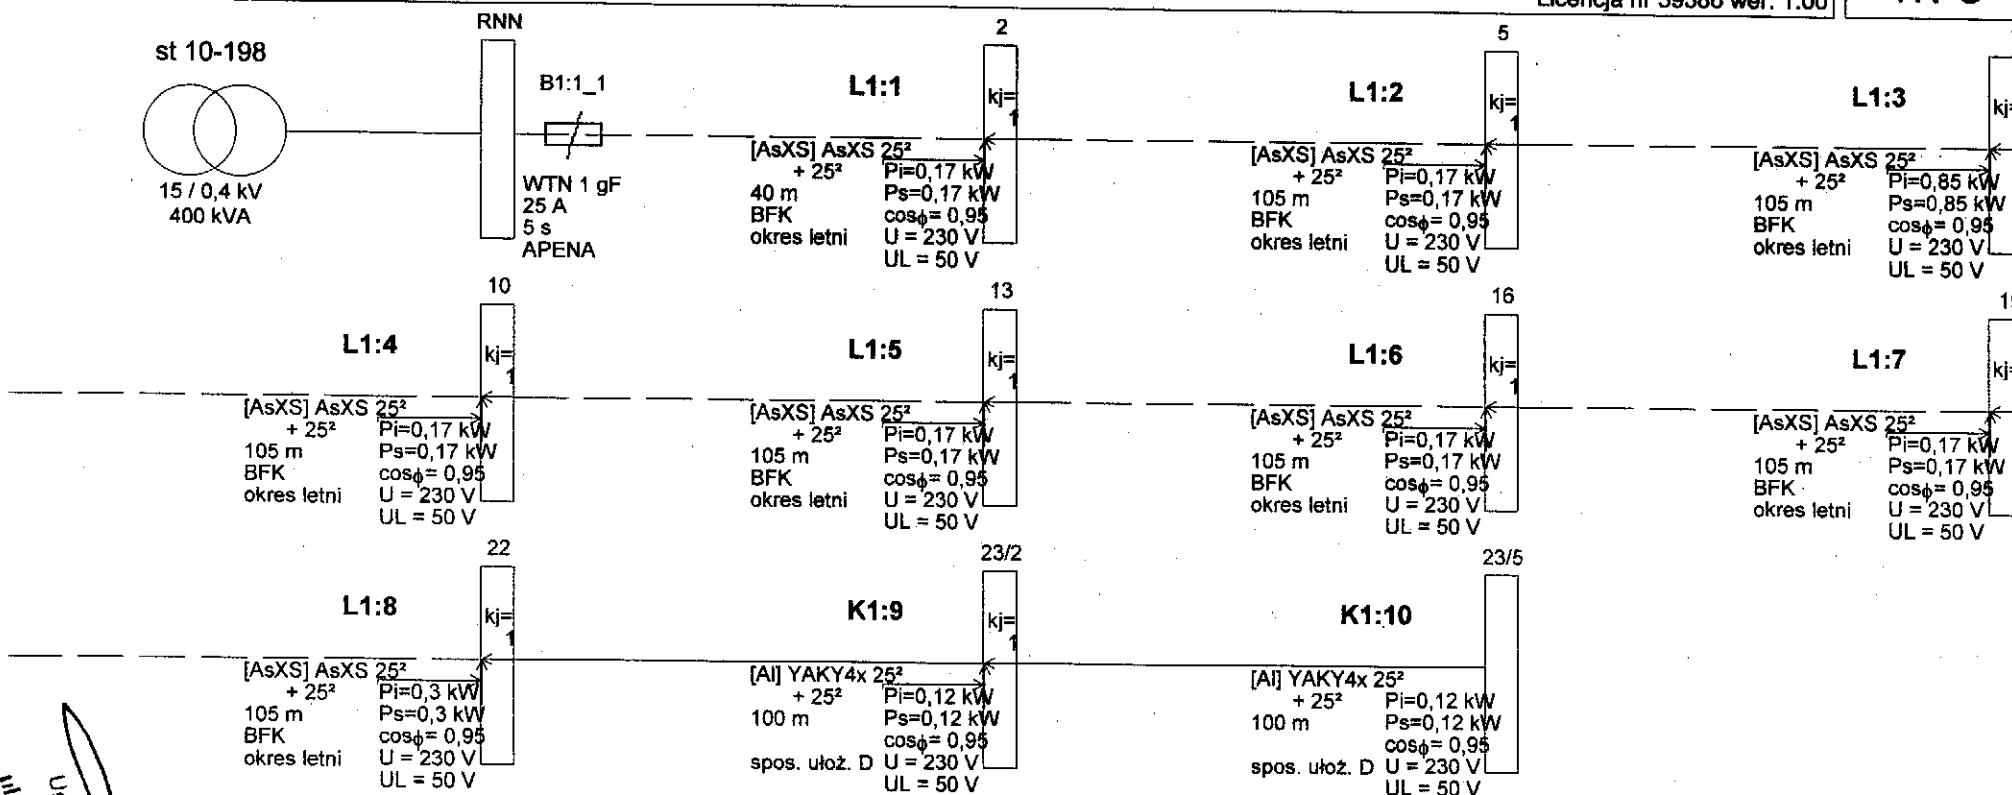 Licencja nr 59386 wer. 1.00
RNN
2
5
st 10-198
B1:1_1
L1:1
L1:2
L1:3
kj=
1
kj=
1
kj=
15 / 0,4 kV
400 kVA
WTN 1 gF
25 A
5 s
APENA
[AsXS] AsXS 25²
+ 25²
40 m
BFK
okres letni
Pi=0,17 kW
Ps=0,17 kW
cosϕ= 0,95
U = 230 V
UL = 50 V
[AsXS] AsXS 25²
+ 25²
105 m
BFK
okres letni
Pi=0,17 kW
Ps=0,17 kW
cosϕ= 0,95
U = 230 V
UL = 50 V
[AsXS] AsXS 25²
+ 25²
105 m
BFK
okres letni
Pi=0,85 kW
Ps=0,85 kW
cosϕ= 0,95
U = 230 V
UL = 50 V
10
13
16
L1:4
L1:5
L1:6
L1:7
kj=
1
kj=
1
kj=
1
kj=
[AsXS] AsXS 25²
+ 25²
105 m
BFK
okres letni
Pi=0,17 kW
Ps=0,17 kW
cosϕ= 0,95
U = 230 V
UL = 50 V
[AsXS] AsXS 25²
+ 25²
105 m
BFK
okres letni
Pi=0,17 kW
Ps=0,17 kW
cosϕ= 0,95
U = 230 V
UL = 50 V
[AsXS] AsXS 25²
+ 25²
105 m
BFK
okres letni
Pi=0,17 kW
Ps=0,17 kW
cosϕ= 0,95
U = 230 V
UL = 50 V
[AsXS] AsXS 25²
+ 25²
105 m
BFK
okres letni
Pi=0,17 kW
Ps=0,17 kW
cosϕ= 0,95
U = 230 V
UL = 50 V
22
23/2
23/5
L1:8
K1:9
K1:10
kj=
1
kj=
1
[AsXS] AsXS 25²
+ 25²
105 m
BFK
okres letni
Pi=0,3 kW
Ps=0,3 kW
cosϕ= 0,95
U = 230 V
UL = 50 V
[Al] YAKY4x 25²
+ 25²
100 m
spos. ułoż. D
Pi=0,12 kW
Ps=0,12 kW
cosϕ= 0,95
U = 230 V
UL = 50 V
[Al] YAKY4x 25²
+ 25²
100 m
spos. ułoż. D
Pi=0,12 kW
Ps=0,12 kW
cosϕ= 0,95
U = 230 V
UL = 50 V